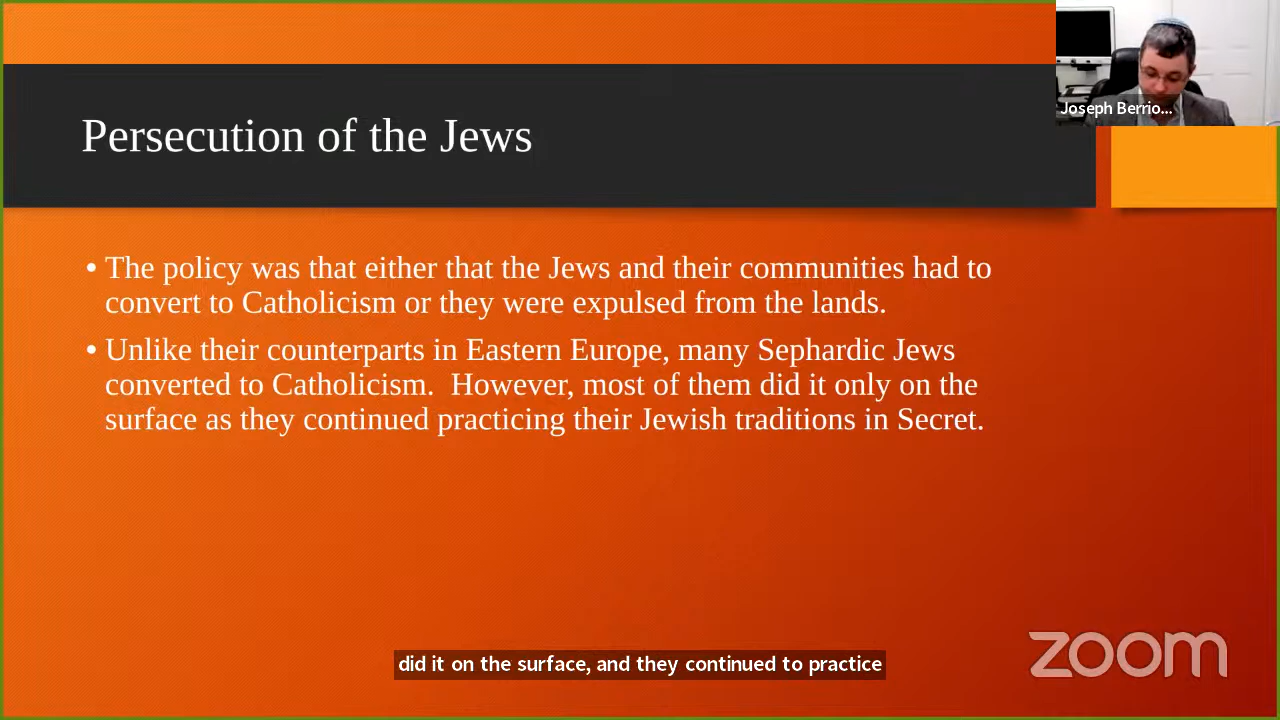 Joseph Berrio...
Persecution of the Jews
• The policy was that either that the Jews and their communities had to
convert to Catholicism or they were expulsed from the lands.
• Unlike their counterparts in Eastern Europe, many Sephardic Jews
converted to Catholicism.  However, most of them did it only on the
surface as they continued practicing their Jewish traditions in Secret.
did it on the surface, and they continued to practice
zoom